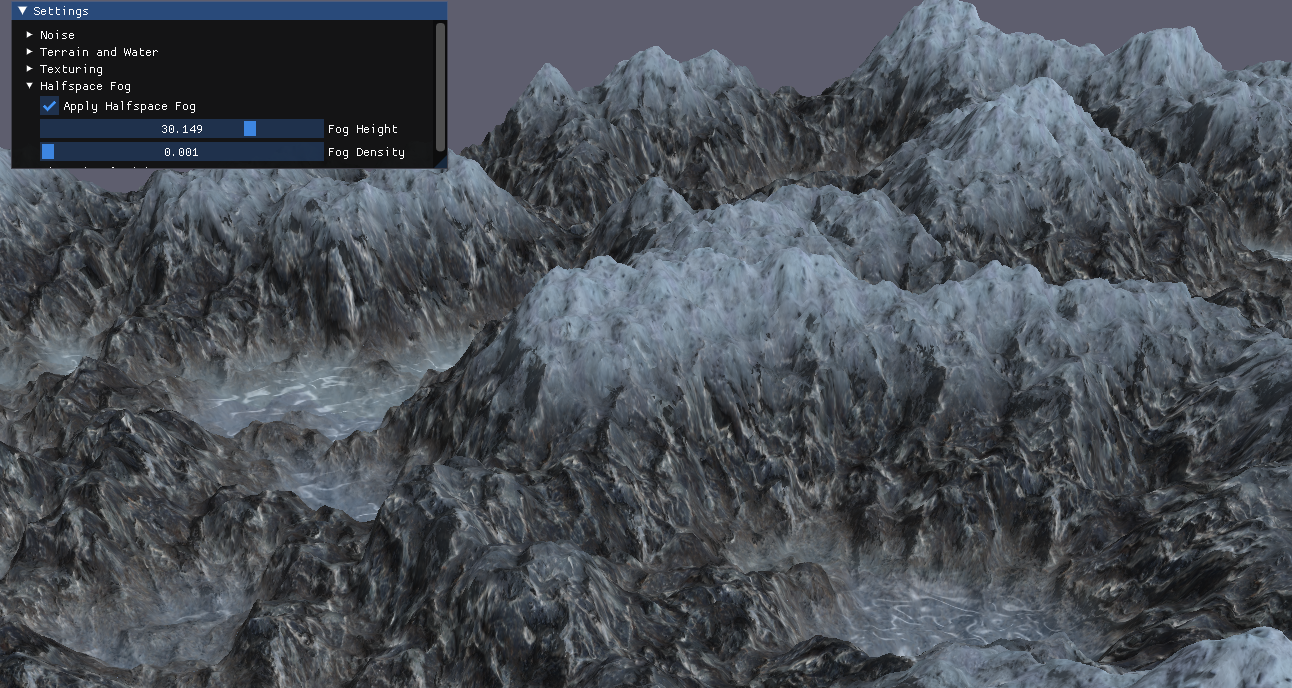 Settings
Noise
Terrain and Water
Texturing
Halfspace Fog
Apply Halfspace Fog
30.149 Fog Height
0.001 Fog Density